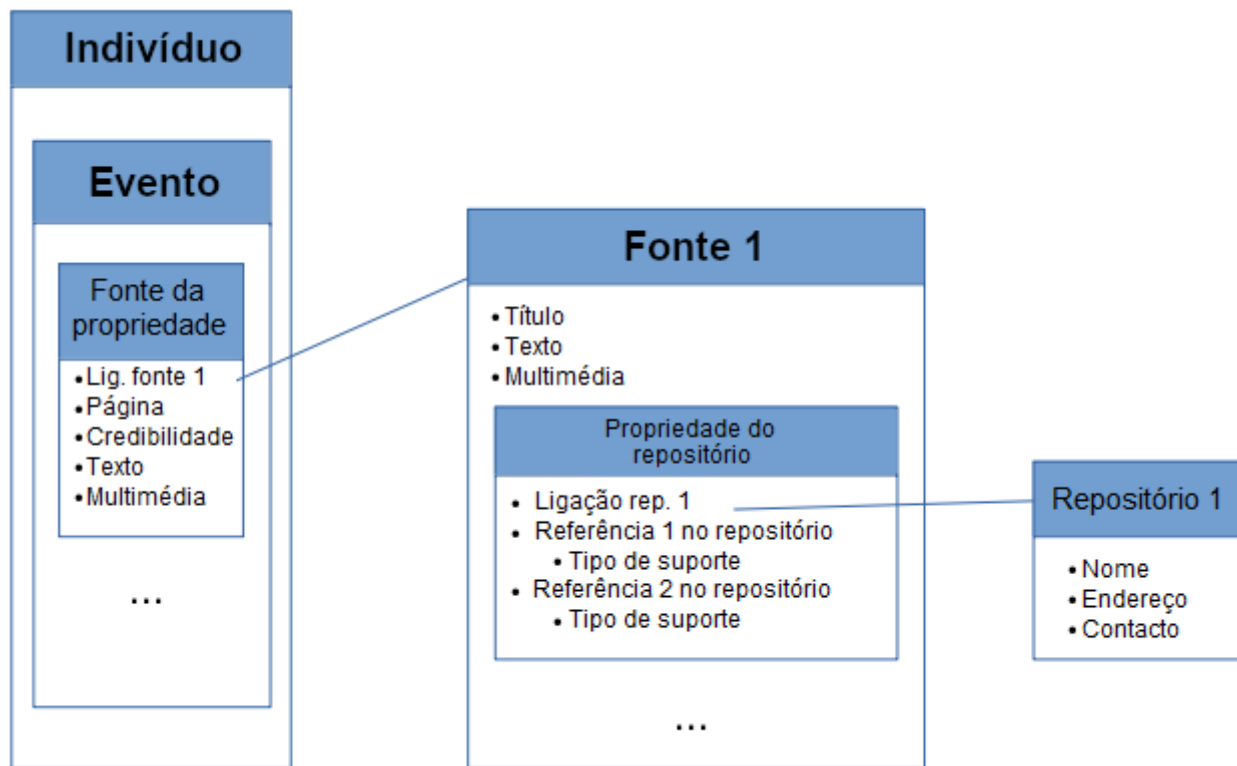 Indivíduo
Evento
Fonte da
propriedade
•Lig. fonte 1
•Página
•Credibilidade
•Texto
•Multimédia
...
Fonte 1
•Título
•Texto
•Multimédia
Propriedade do
repositório
• Ligação rep. 1
• Referência 1 no repositório
• Tipo de suporte
• Referência 2 no repositório
• Tipo de suporte
...
Repositório 1
•Nome
•Endereço
•Contacto